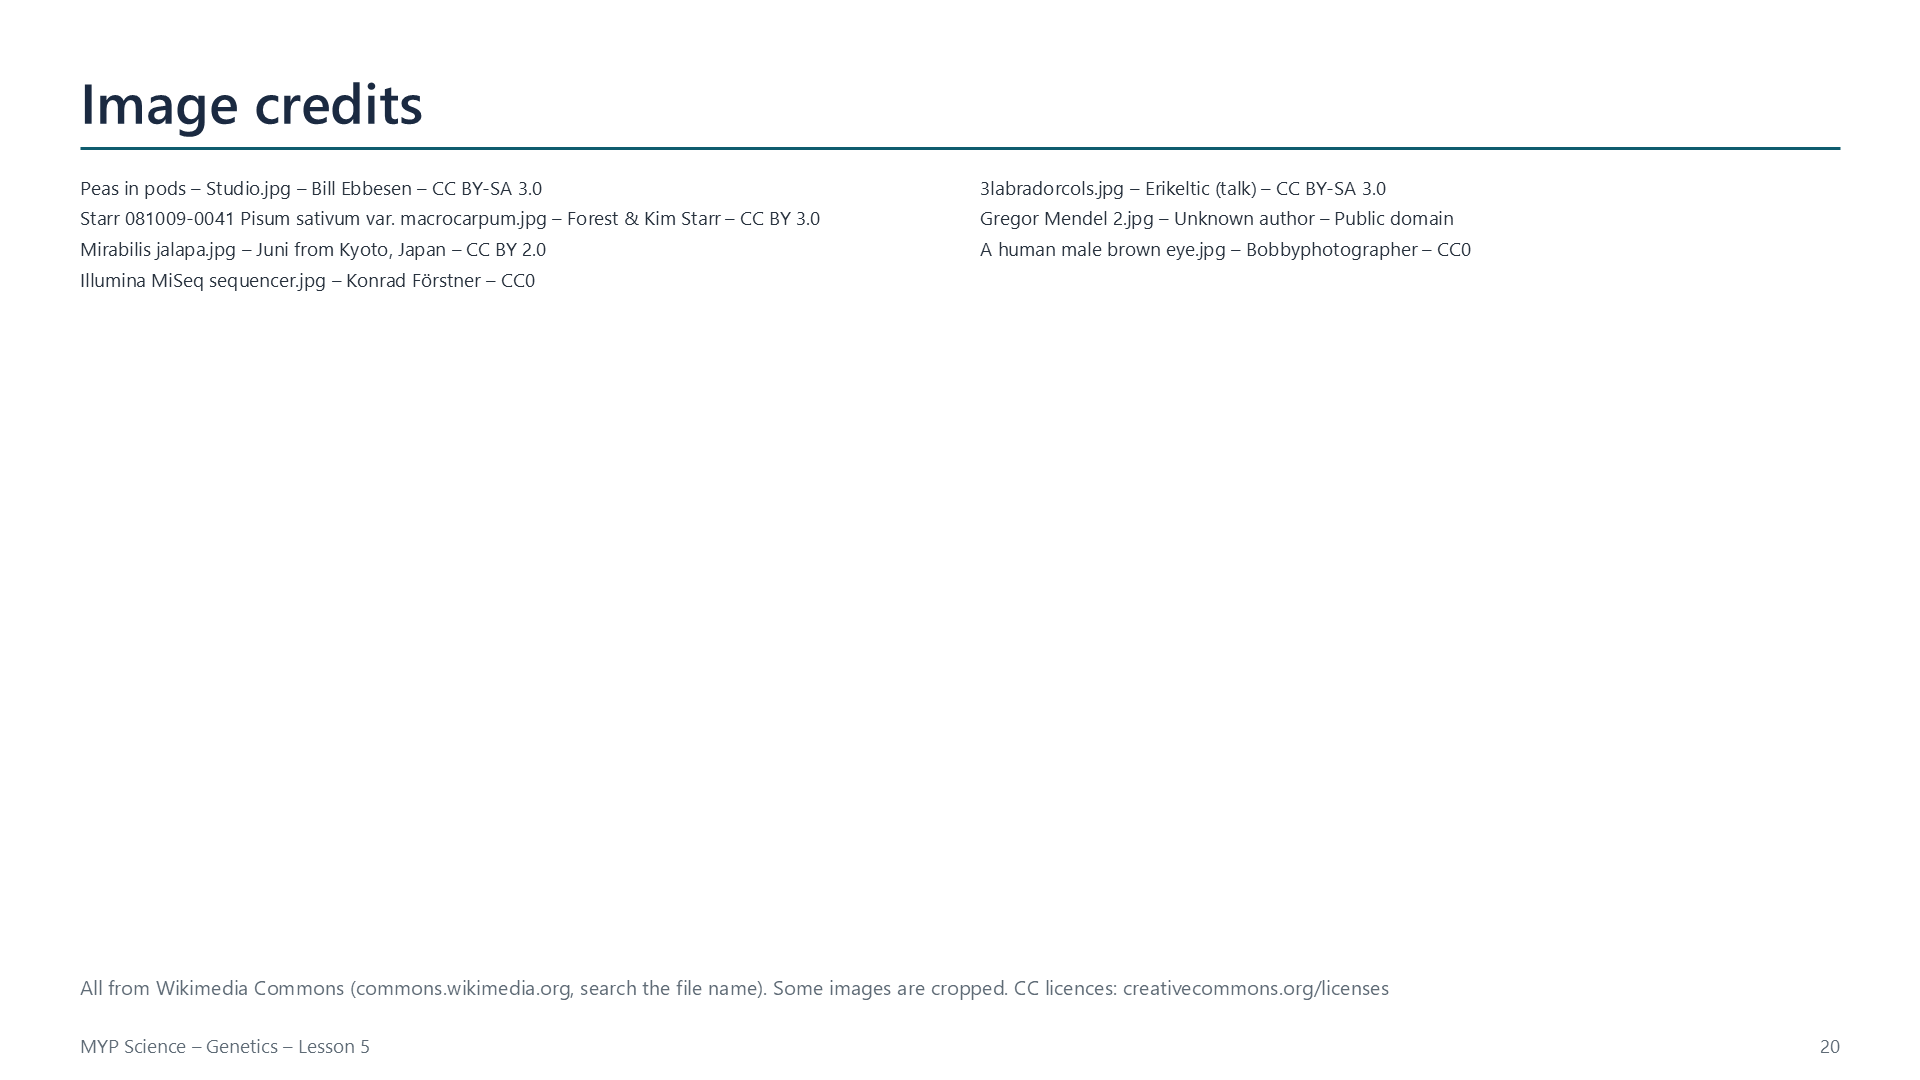 Image credits
Peas in pods – Studio.jpg – Bill Ebbesen – CC BY-SA 3.0
Starr 081009-0041 Pisum sativum var. macrocarpum.jpg – Forest & Kim Starr – CC BY 3.0
Mirabilis jalapa.jpg – Juni from Kyoto, Japan – CC BY 2.0
Illumina MiSeq sequencer.jpg – Konrad Förstner – CC0
3labradorcols.jpg – Erikeltic (talk) – CC BY-SA 3.0
Gregor Mendel 2.jpg – Unknown author – Public domain
A human male brown eye.jpg – Bobbyphotographer – CC0
All from Wikimedia Commons (commons.wikimedia.org, search the file name). Some images are cropped. CC licences: creativecommons.org/licenses
MYP Science – Genetics – Lesson 5
20